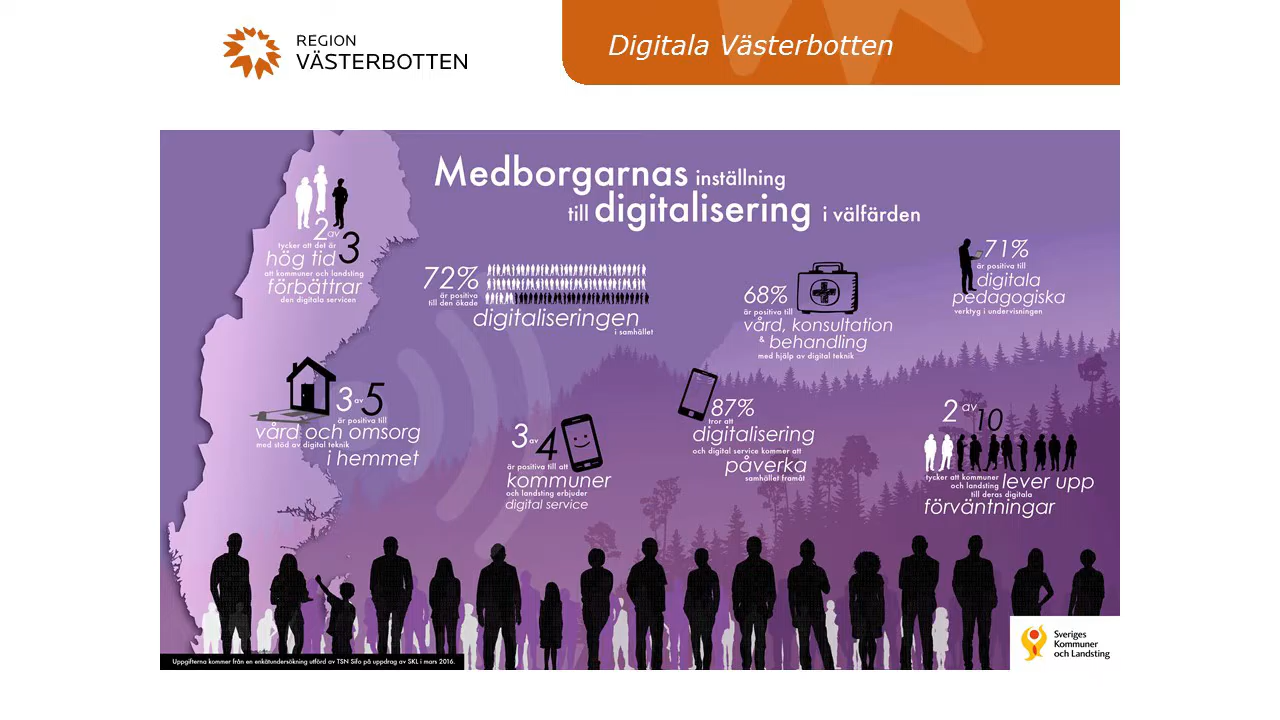 REGION
VÄSTERBOTTEN
Digitala Västerbotten
Medborgarnas inställning
till digitalisering i välfärden
2 av 3
tycker att det är
hög tid
att kommuner och landsting
förbättrar
den digitala servicen
72%
är positiva
till den ökade
digitaliseringen
i samhället
68%
är positiva till
vård, konsultation
& behandling
med hjälp av digital teknik
71%
är positiva till
digitala
pedagogiska
verktyg i undervisningen
3 av 5
är positiva till
vård och omsorg
med stöd av digital teknik
i hemmet
3 av 4
är positiva till att
kommuner
och landsting erbjuder
digital service
87%
tror att
digitalisering
och digital service kommer att
påverka
samhället framåt
2 av 10
tycker att kommuner
och landsting lever upp
till deras digitala
förväntningar
Uppgifterna kommer från en enkätundersökning utförd av TSN Sifo på uppdrag av SKL i mars 2016.
Sveriges
Kommuner
och Landsting